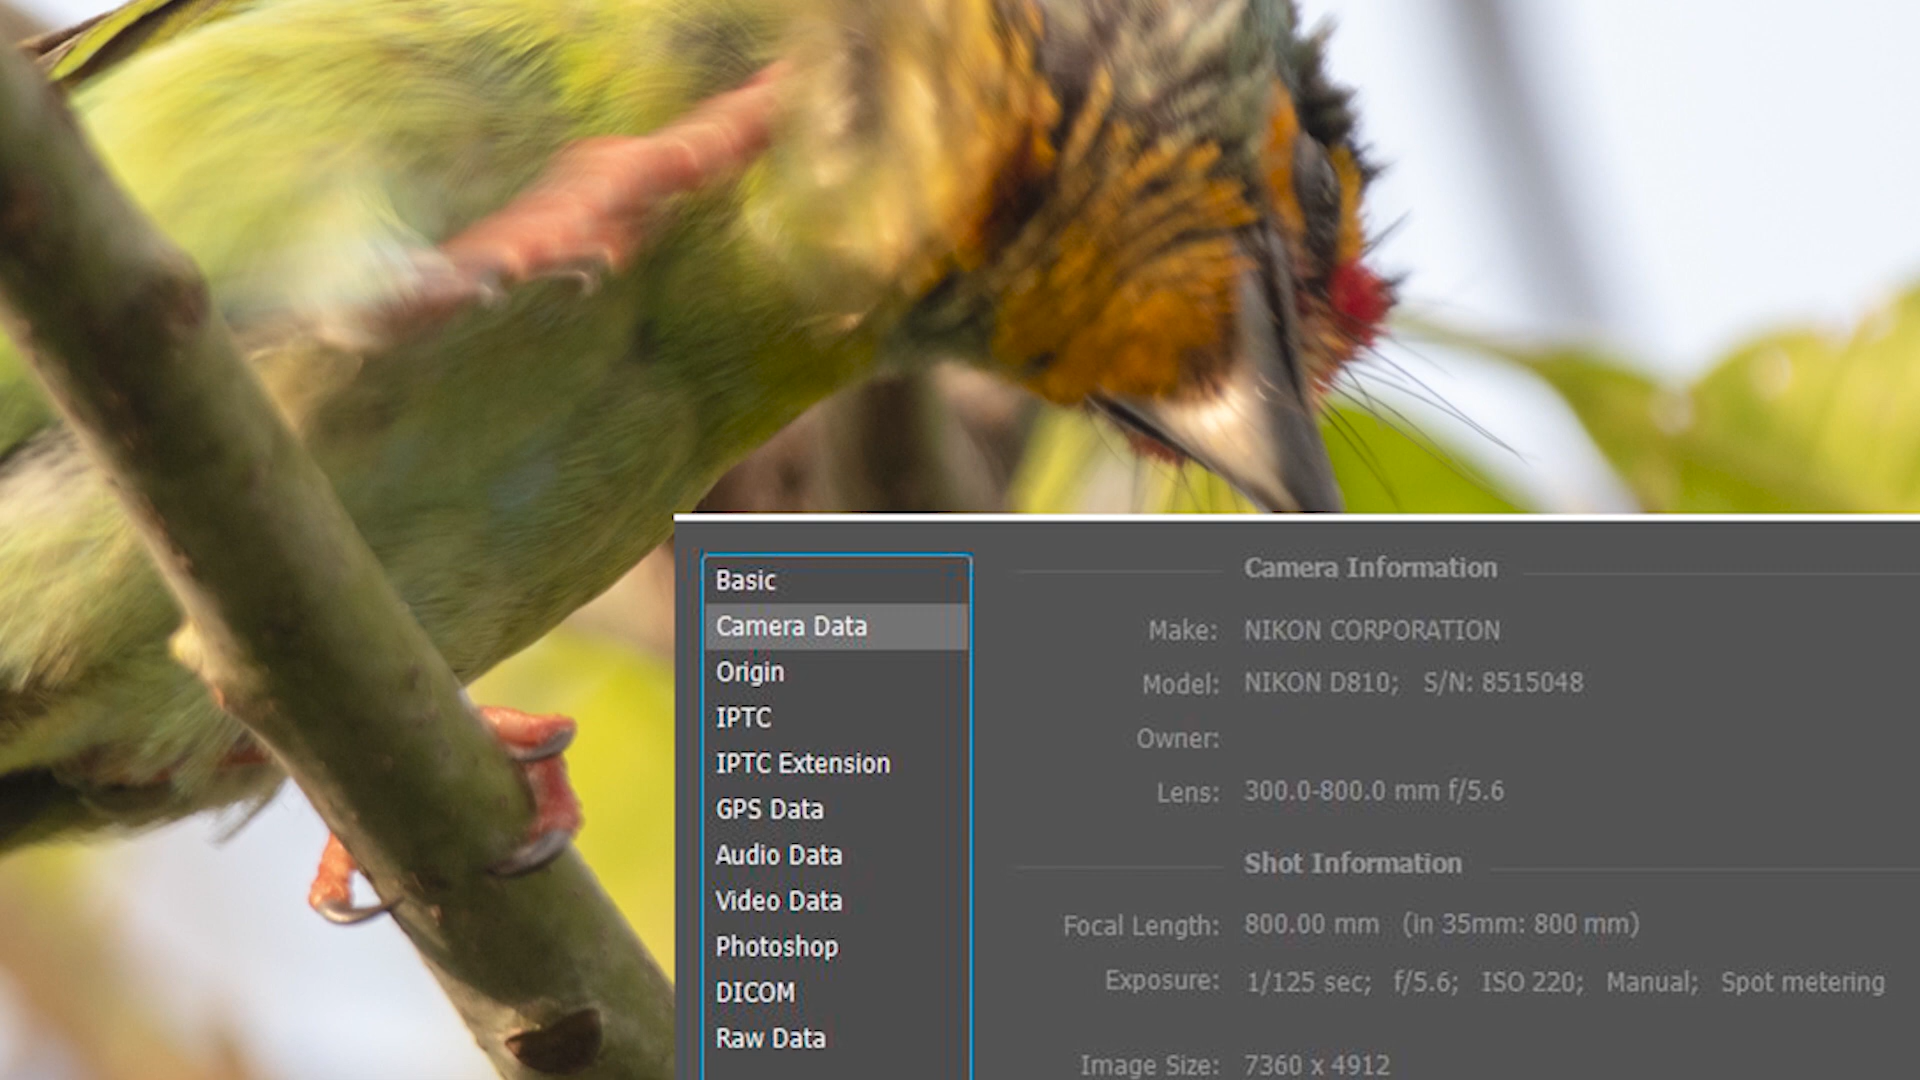 Basic
Camera Data
Origin
IPTC
IPTC Extension
GPS Data
Audio Data
Video Data
Photoshop
DICOM
Raw Data
Camera Information
Make: NIKON CORPORATION
Model: NIKON D810; S/N: 8515048
Owner:
Lens: 300.0-800.0 mm f/5.6
Shot Information
Focal Length: 800.00 mm (in 35mm: 800 mm)
Exposure: 1/125 sec; f/5.6; ISO 220; Manual; Spot metering
Image Size: 7360 x 4912